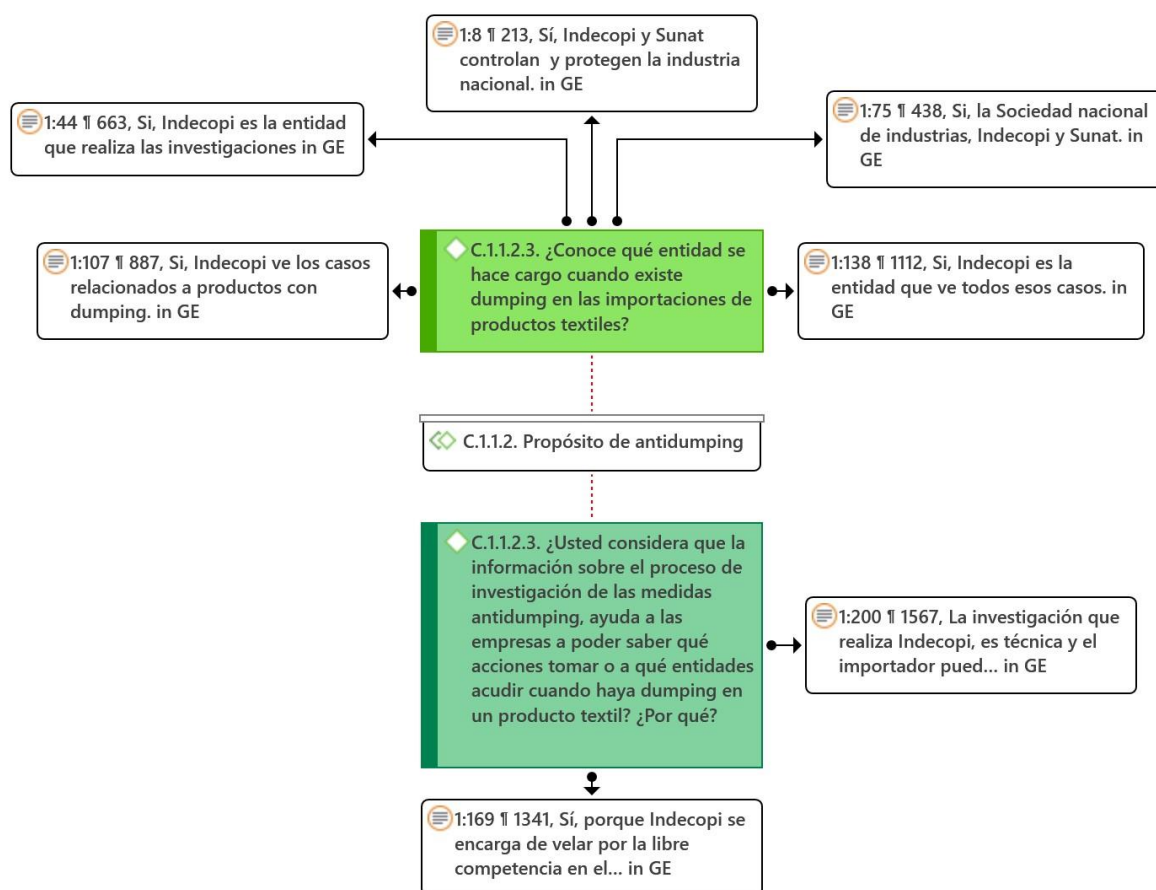 1:8 ¶ 213, Sí, Indecopi y Sunat
controlan y protegen la industria
nacional. in GE
1:44 ¶ 663, Si, Indecopi es la entidad
que realiza las investigaciones in GE
1:75 ¶ 438, Si, la Sociedad nacional
de industrias, Indecopi y Sunat. in
GE
1:107 ¶ 887, Si, Indecopi ve los casos
relacionados a productos con
dumping. in GE
C.1.1.2.3. ¿Conoce qué entidad se
hace cargo cuando existe
dumping en las importaciones de
productos textiles?
1:138 ¶ 1112, Si, Indecopi es la
entidad que ve todos esos casos. in
GE
C.1.1.2. Propósito de antidumping
C.1.1.2.3. ¿Usted considera que la
información sobre el proceso de
investigación de las medidas
antidumping, ayuda a las
empresas a poder saber qué
acciones tomar o a qué entidades
acudir cuando haya dumping en
un producto textil? ¿Por qué?
1:200 ¶ 1567, La investigación que
realiza Indecopi, es técnica y el
importador pued... in GE
1:169 ¶ 1341, Sí, porque Indecopi se
encarga de velar por la libre
competencia en el... in GE